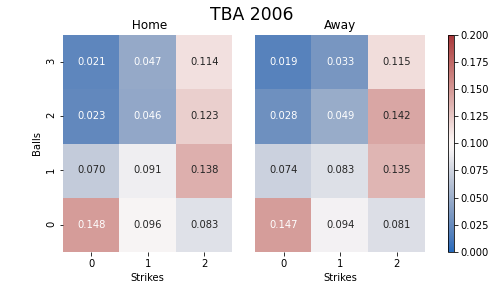 TBA 2006
Home
Away
3 0.021 0.047 0.114 0.019 0.033 0.115
2 0.023 0.046 0.123 0.028 0.049 0.142
1 0.070 0.091 0.138 0.074 0.083 0.135
0 0.148 0.096 0.083 0.147 0.094 0.081
Balls
0 1 2
0 1 2
Strikes
Strikes
0.200
0.175
0.150
0.125
0.100
0.075
0.050
0.025
0.000